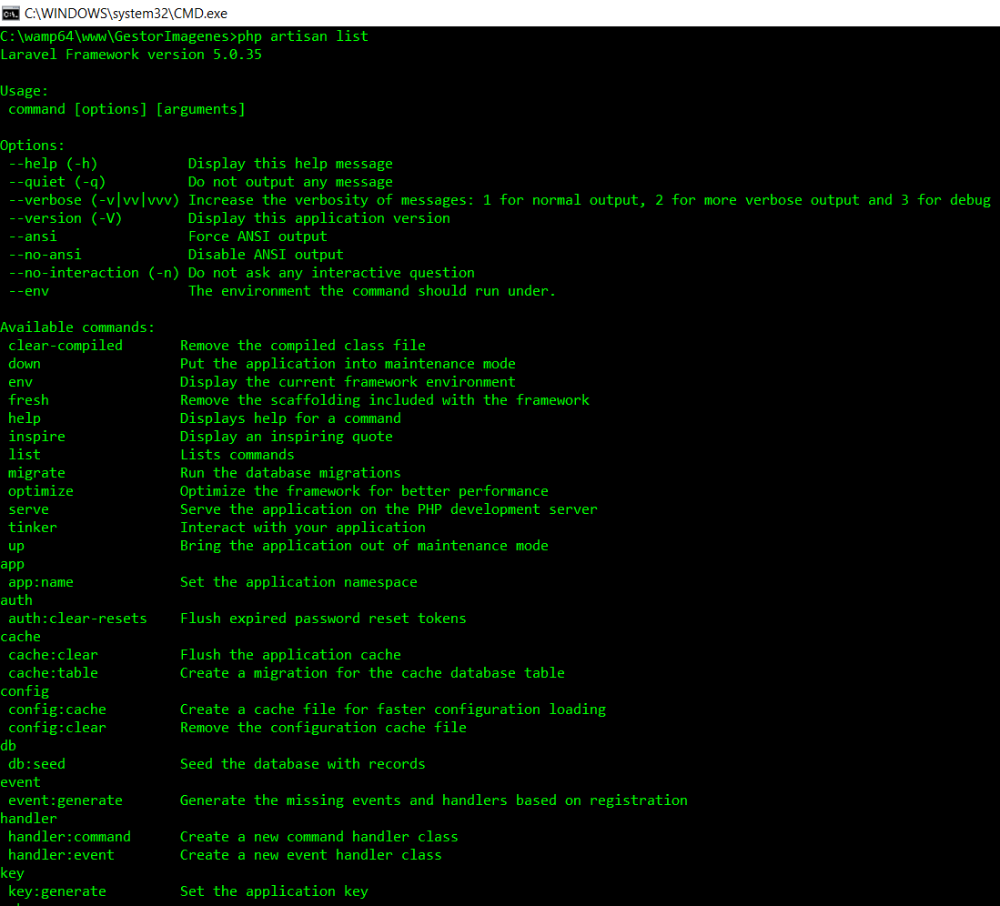 C:\WINDOWS\system32\CMD.exe
C:\wamp64\www\GestorImagenes>php artisan list
Laravel Framework version 5.0.35
Usage:
 command [options] [arguments]
Options:
 --help (-h)           Display this help message
 --quiet (-q)          Do not output any message
 --verbose (-v|vv|vvv) Increase the verbosity of messages: 1 for normal output, 2 for more verbose output and 3 for debug
 --version (-V)        Display this application version
 --ansi                Force ANSI output
 --no-ansi             Disable ANSI output
 --no-interaction (-n) Do not ask any interactive question
 --env                 The environment the command should run under.
Available commands:
 clear-compiled       Remove the compiled class file
 down                 Put the application into maintenance mode
 env                  Display the current framework environment
 fresh                Remove the scaffolding included with the framework
 help                 Displays help for a command
 inspire              Display an inspiring quote
 list                 Lists commands
 migrate              Run the database migrations
 optimize             Optimize the framework for better performance
 serve                Serve the application on the PHP development server
 tinker               Interact with your application
 up                   Bring the application out of maintenance mode
app
 app:name             Set the application namespace
auth
 auth:clear-resets    Flush expired password reset tokens
cache
 cache:clear          Flush the application cache
 cache:table          Create a migration for the cache database table
config
 config:cache         Create a cache file for faster configuration loading
 config:clear         Remove the configuration cache file
db
 db:seed              Seed the database with records
event
 event:generate       Generate the missing events and handlers based on registration
handler
 handler:command      Create a new command handler class
 handler:event        Create a new event handler class
key
 key:generate         Set the application key